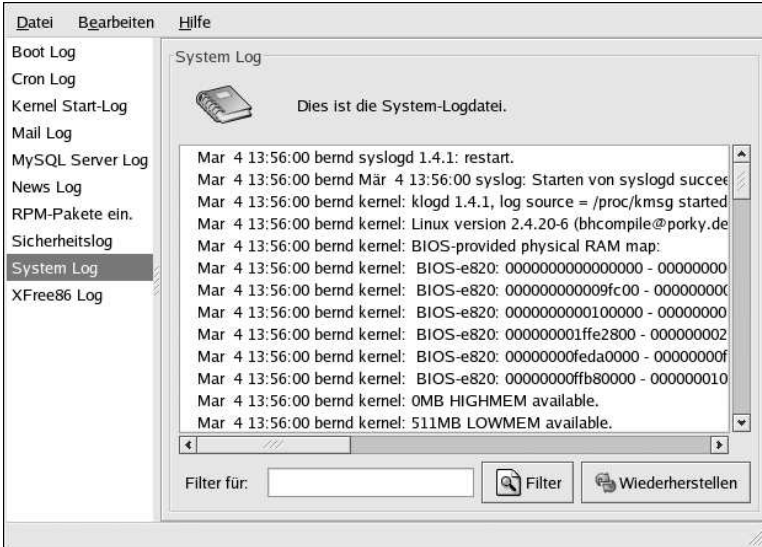 Datei Bearbeiten Hilfe
Boot Log
Cron Log
Kernel Start-Log
Mail Log
MySQL Server Log
News Log
RPM-Pakete ein.
Sicherheitslog
System Log
XFree86 Log
System Log
Dies ist die System-Logdatei.
Mar 4 13:56:00 bernd syslogd 1.4.1: restart.
Mar 4 13:56:00 bernd Mär 4 13:56:00 syslog: Starten von syslogd succee
Mar 4 13:56:00 bernd kernel: klogd 1.4.1, log source = /proc/kmsg started
Mar 4 13:56:00 bernd kernel: Linux version 2.4.20-6 (bhcompile@porky.de
Mar 4 13:56:00 bernd kernel: BIOS-provided physical RAM map:
Mar 4 13:56:00 bernd kernel: BIOS-e820: 0000000000000000 - 00000000
Mar 4 13:56:00 bernd kernel: BIOS-e820: 000000000009fc00 - 000000000
Mar 4 13:56:00 bernd kernel: BIOS-e820: 0000000000100000 - 00000000
Mar 4 13:56:00 bernd kernel: BIOS-e820: 000000001ffe2800 - 000000002
Mar 4 13:56:00 bernd kernel: BIOS-e820: 00000000feda0000 - 00000000f
Mar 4 13:56:00 bernd kernel: BIOS-e820: 00000000ffb80000 - 000000010
Mar 4 13:56:00 bernd kernel: 0MB HIGHMEM available.
Mar 4 13:56:00 bernd kernel: 511MB LOWMEM available.
Filter für: Filter Wiederherstellen